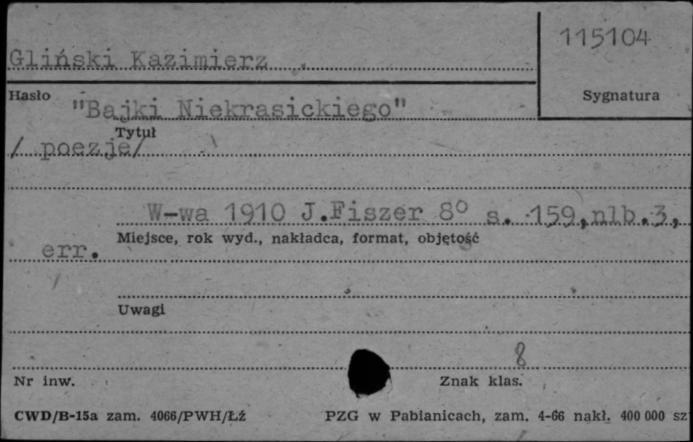 115104
Gliński Kazimierz
Hasło
Sygnatura
"Bajki Niekrasickiego"
Tytuł
/ poezje/
W-wa 1910 J.Fiszer 8° s. 159,nlb.3,
Miejsce, rok wyd., nakładca, format, objętość
err.
Uwagi
8
Nr inw.
Znak klas.
CWD/B-15a zam. 4066/PWH/Łź
PZG w Pabianicach, zam. 4-66 nakł. 400 000 sz